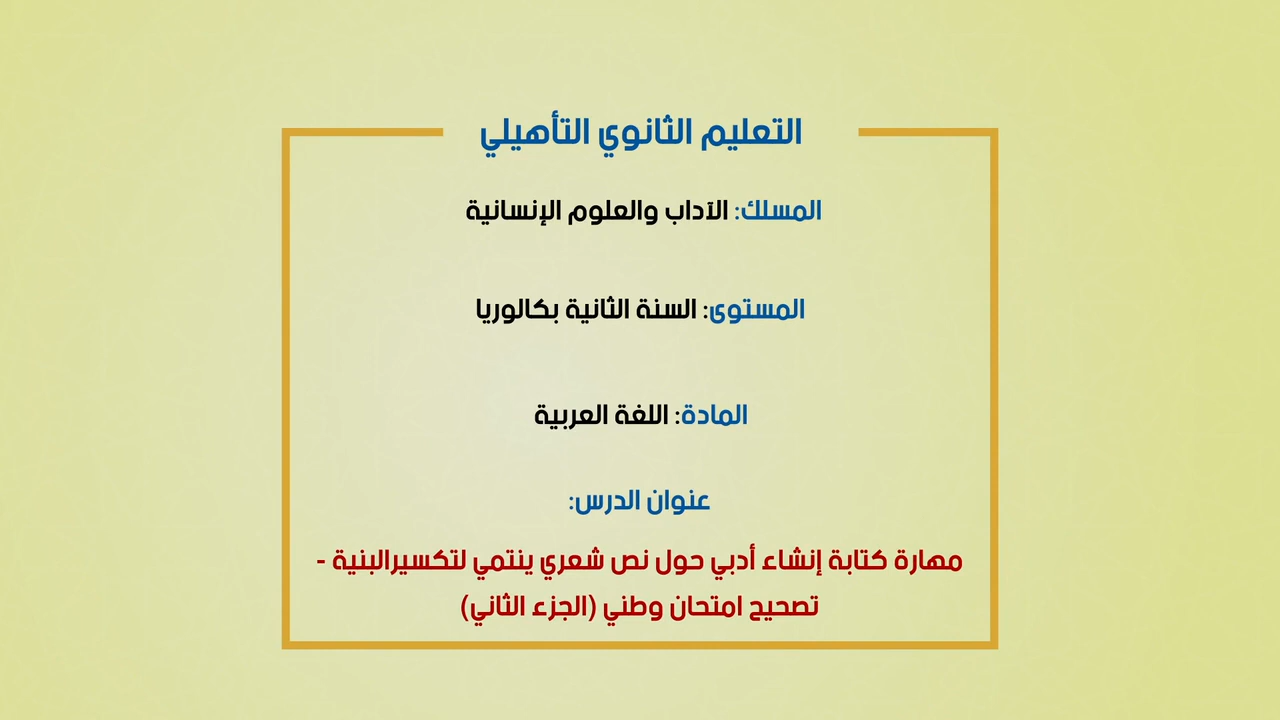 التعليم الثانوي التأهيلي
المسلك: الآداب والعلوم الإنسانية
المستوى: السنة الثانية بكالوريا
المادة: اللغة العربية
عنوان الدرس:
مهارة كتابة إنشاء أدبي حول نص شعري ينتمي لتكسيرالبنية -
تصحيح امتحان وطني (الجزء الثاني)